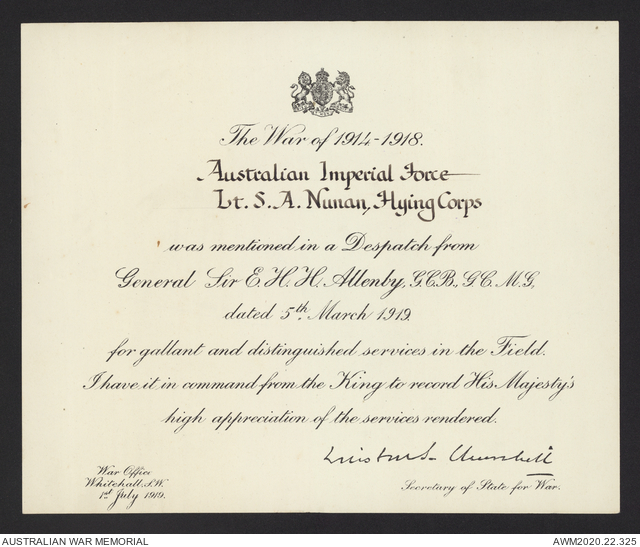 The War of 1914-1918.
Australian Imperial Force
Lt. S. A. Nunan, Flying Corps
was mentioned in a Despatch from
General Sir E. H. H. Allenby, G.C.B., G.C.M.G,
dated 5th March 1919.
for gallant and distinguished services in the Field.
I have it in command from the King to record His Majesty's
high appreciation of the services rendered.
Winston S. Churchill
War Office
Whitehall, S.W.
1st July 1919.
Secretary of State for War.
AUSTRALIAN WAR MEMORIAL
AWM2020.22.325